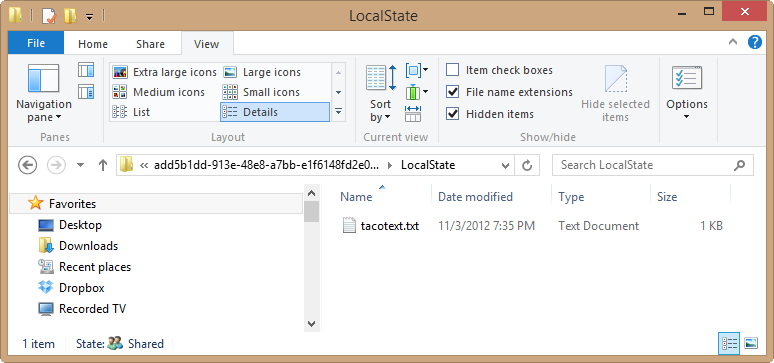 LocalState
File Home Share View
Navigation pane
Panes
Extra large icons Large icons
Medium icons Small icons
List Details
Layout
Sort by
Current view
Item check boxes
File name extensions
Hidden items
Hide selected items
Show/hide
Options
« add5b1dd-913e-48e8-a7bb-e1f6148fd2e0... LocalState
Search LocalState
Favorites
Desktop
Downloads
Recent places
Dropbox
Recorded TV
Name Date modified Type Size
tacotext.txt 11/3/2012 7:35 PM Text Document 1 KB
1 item State: Shared